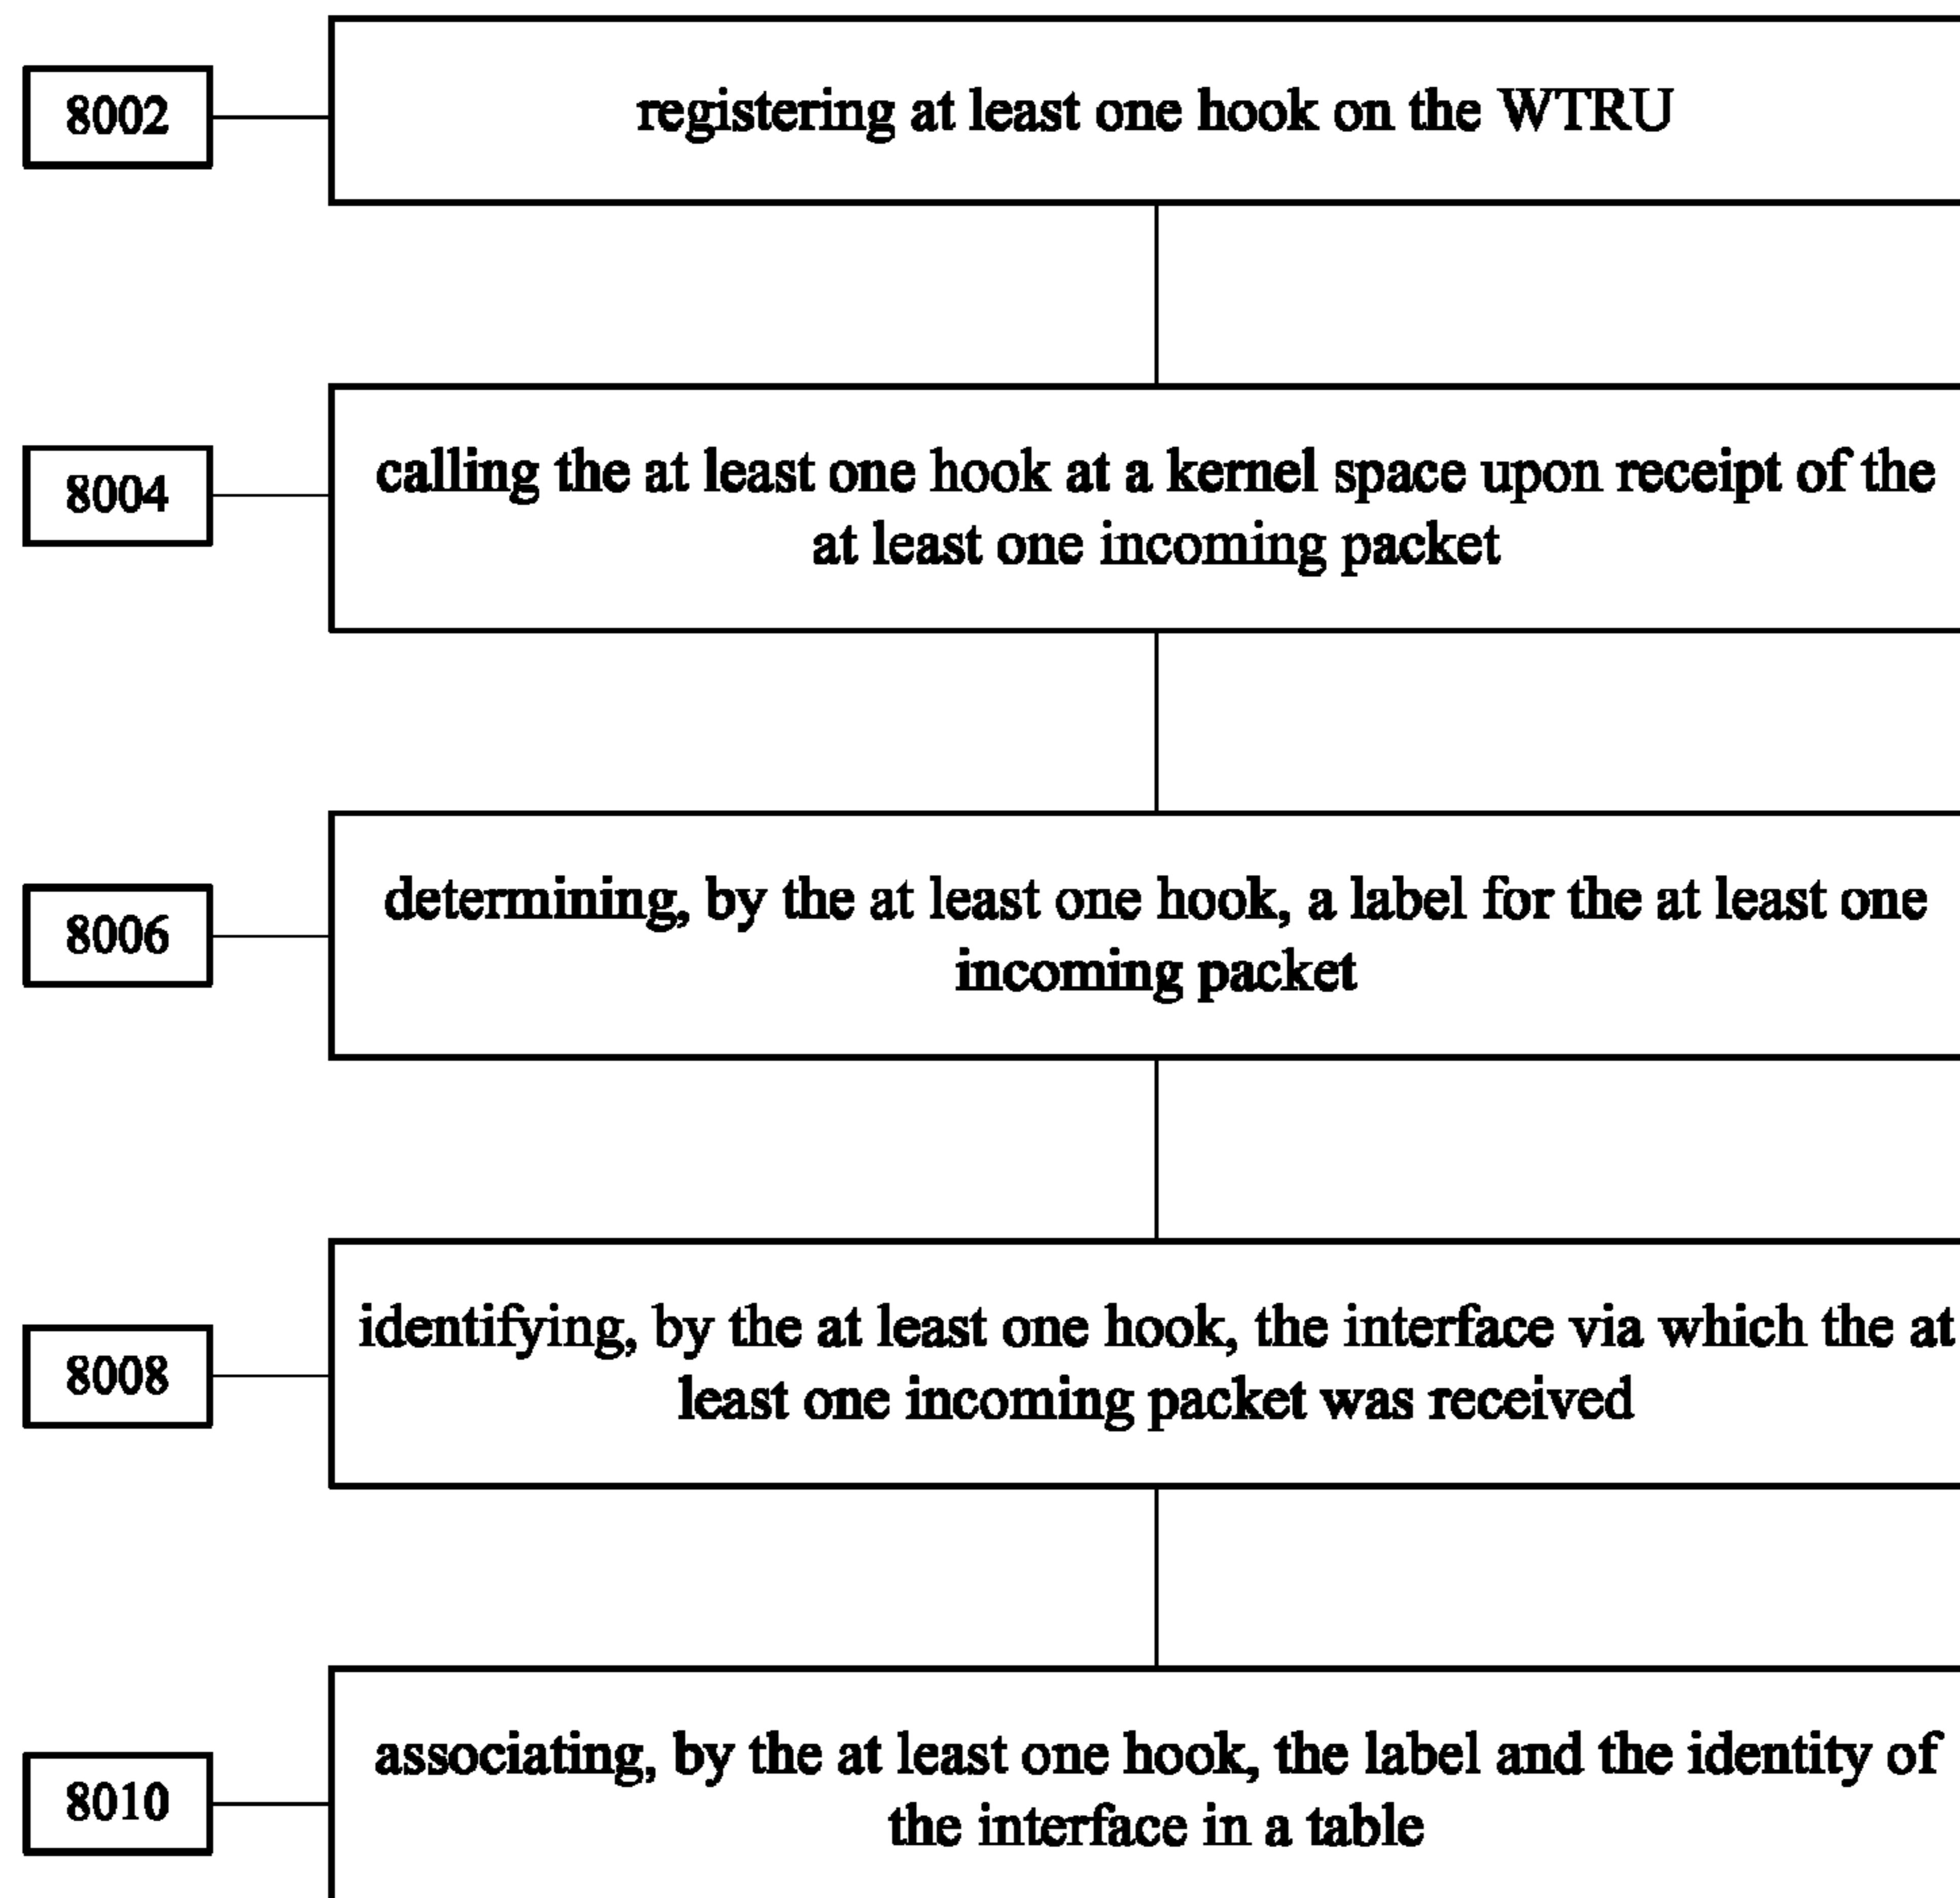 8002
registering at least one hook on the WTRU
8004
calling the at least one hook at a kernel space upon receipt of the
at least one incoming packet
8006
determining, by the at least one hook, a label for the at least one
incoming packet
8008
identifying, by the at least one hook, the interface via which the at
least one incoming packet was received
8010
associating, by the at least one hook, the label and the identity of
the interface in a table